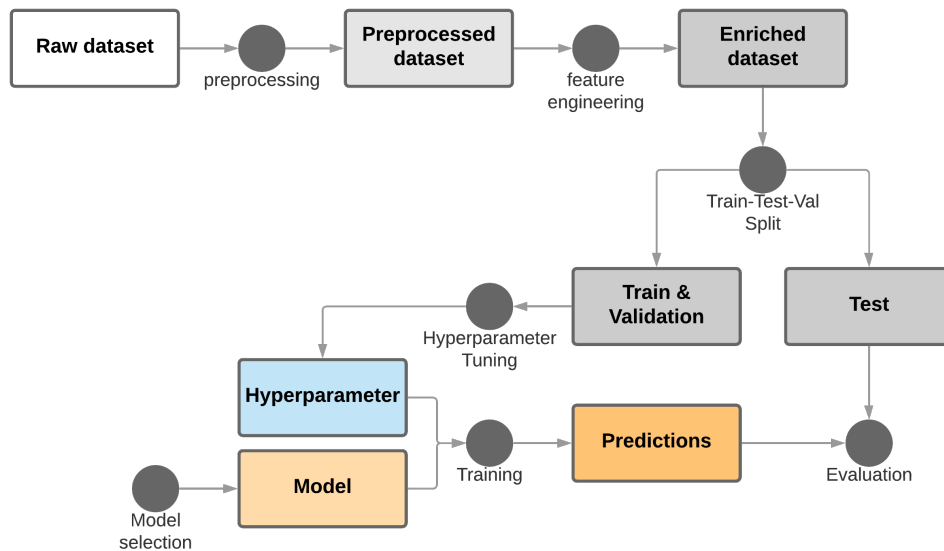 Raw dataset
preprocessing
Preprocessed
dataset
feature
engineering
Enriched
dataset
Train-Test-Val
Split
Train &
Validation
Test
Hyperparameter
Tuning
Hyperparameter
Model
Model
selection
Training
Predictions
Evaluation